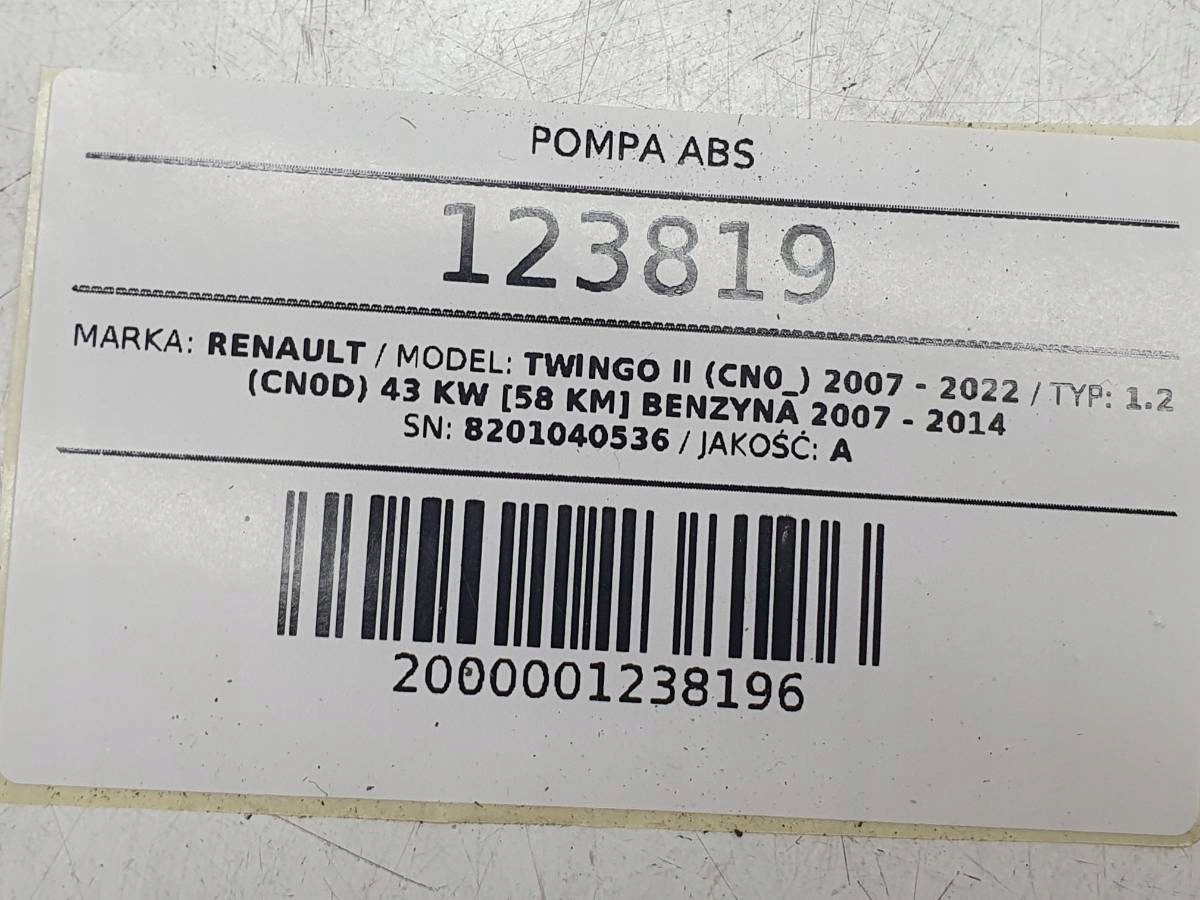 POMPA ABS
123819
MARKA: RENAULT / MODEL: TWINGO II (CN0_) 2007 - 2022 / TYP: 1.2
(CN0D) 43 KW [58 KM] BENZYNA 2007 - 2014
SN: 8201040536 / JAKOŚĆ: A
2000001238196